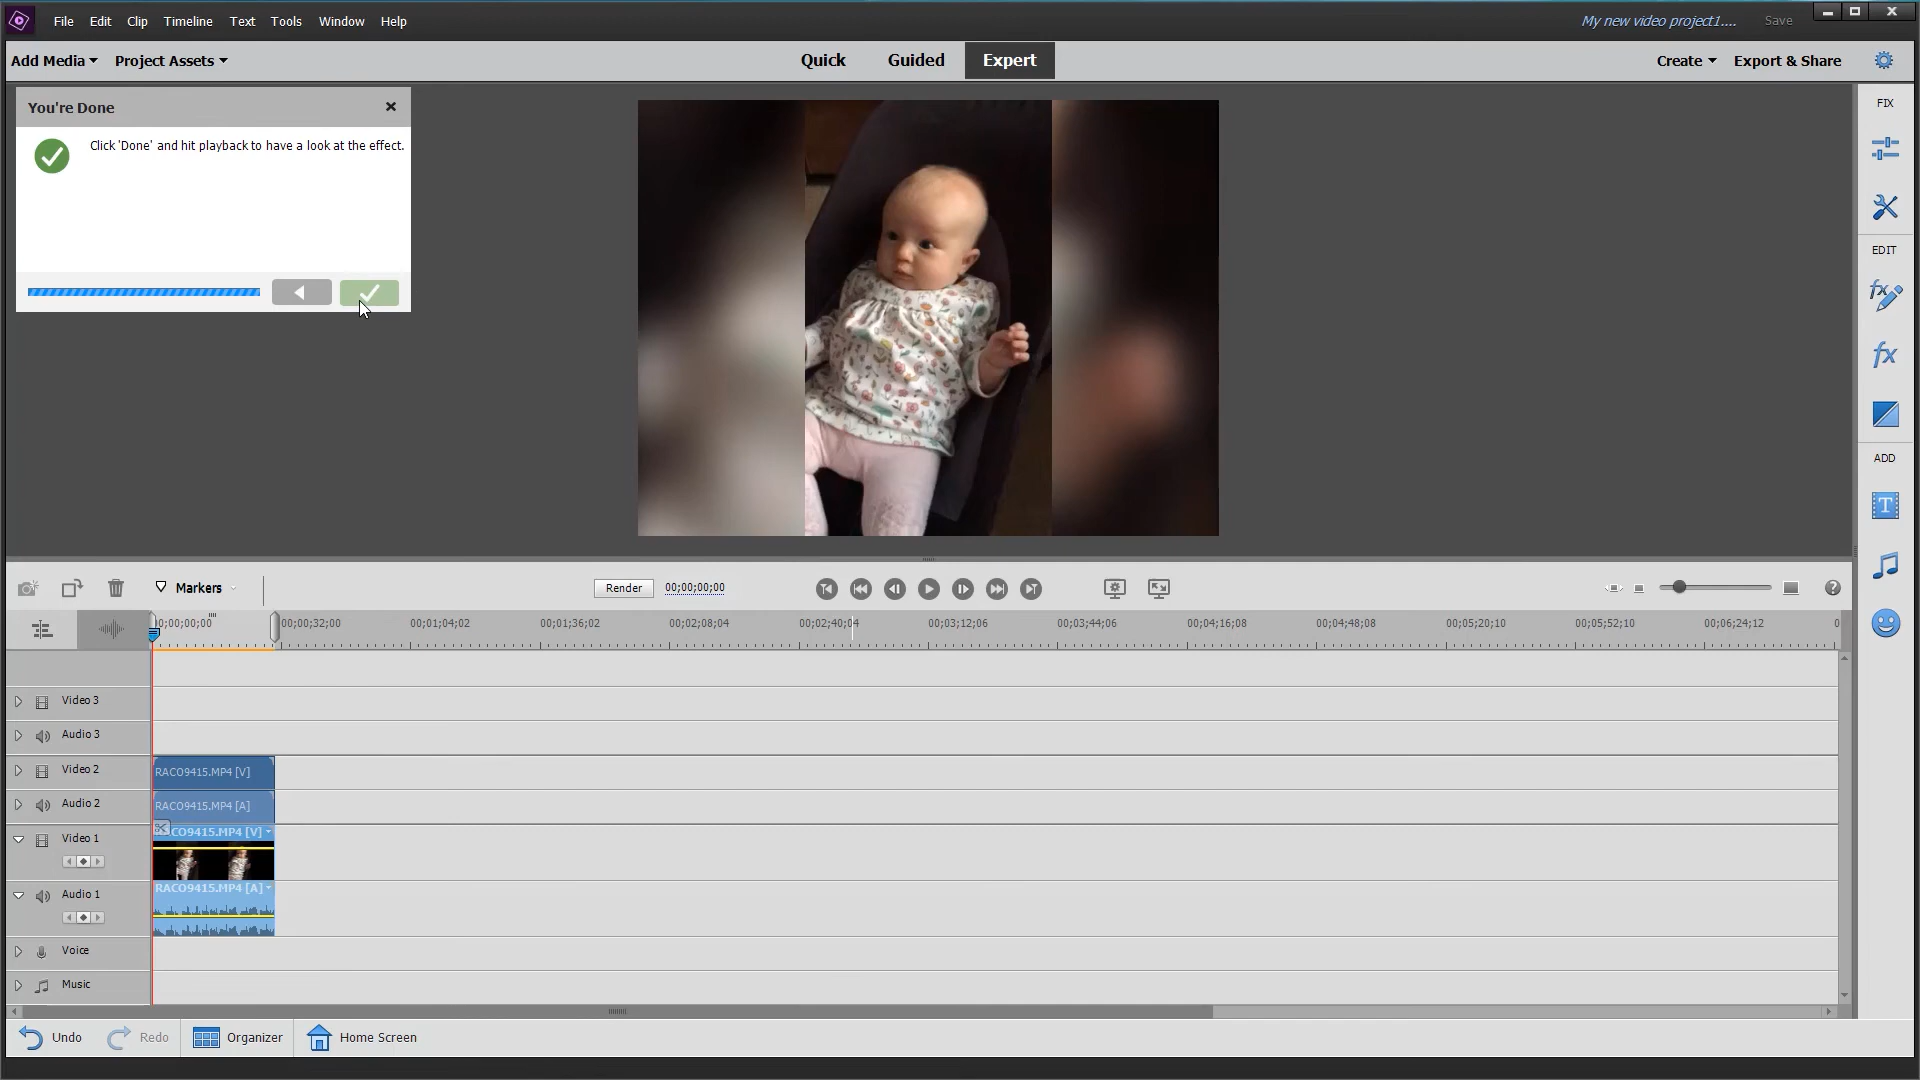 File Edit Clip Timeline Text Tools Window Help My new video project1.... Save
Add Media Project Assets Quick Guided Expert Create Export & Share
You're Done
Click 'Done' and hit playback to have a look at the effect.
FIX
EDIT
ADD
Markers Render 00;00;00;00
00;00;32;00 00;01;04;02 00;01;36;02 00;02;08;04 00;02;40;04 00;03;12;06 00;03;44;06 00;04;16;08 00;04;48;08 00;05;20;10 00;05;52;10 00;06;24;12
Video 3
Audio 3
Video 2 RACO9415.MP4 [V]
Audio 2 RACO9415.MP4 [A]
Video 1
Audio 1 RACO9415.MP4 [A]
Voice
Music
Undo Redo Organizer Home Screen